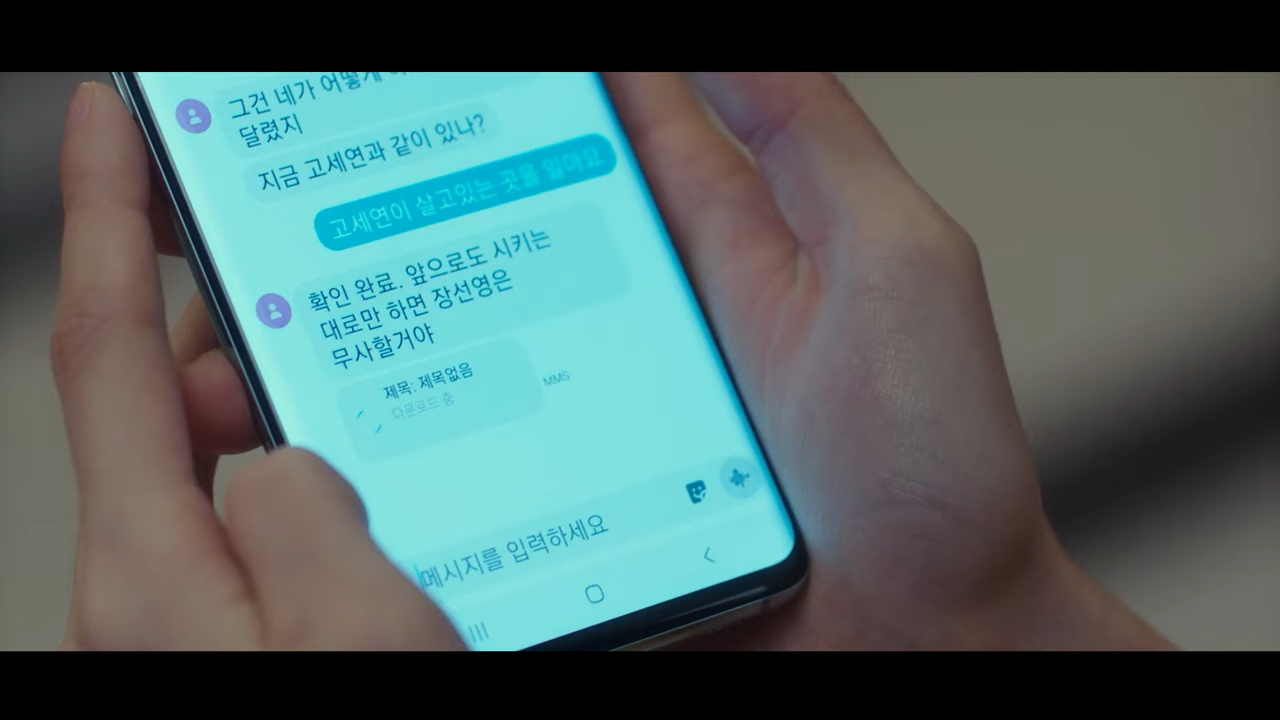 그건 네가 어떻게
달렸지
지금 고세연과 같이 있나?
고세연이 살고있는 곳을 알아요
확인 완료. 앞으로도 시키는
대로만 하면 장선영은
무사할거야
제목: 제목없음
다운로드 중
MMS
메시지를 입력하세요